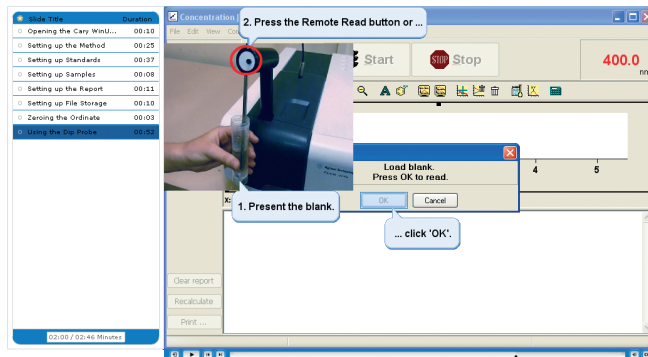 Slide Title Duration
Opening the Cary WinU... 00:10
Setting up the Method 00:25
Setting up Standards 00:37
Setting up Samples 00:08
Setting up the Report 00:11
Setting up File Storage 00:10
Zeroing the Ordinate 00:03
Using the Dip Probe 00:52
02:00 / 02:46 Minutes
Concentration
2. Press the Remote Read button or ...
File Edit View
Start
STOP Stop
400.0
nm
Load blank.
Press OK to read.
4 5
OK Cancel
1. Present the blank.
X:
... click 'OK'.
Clear report
Recalculate
Print ...